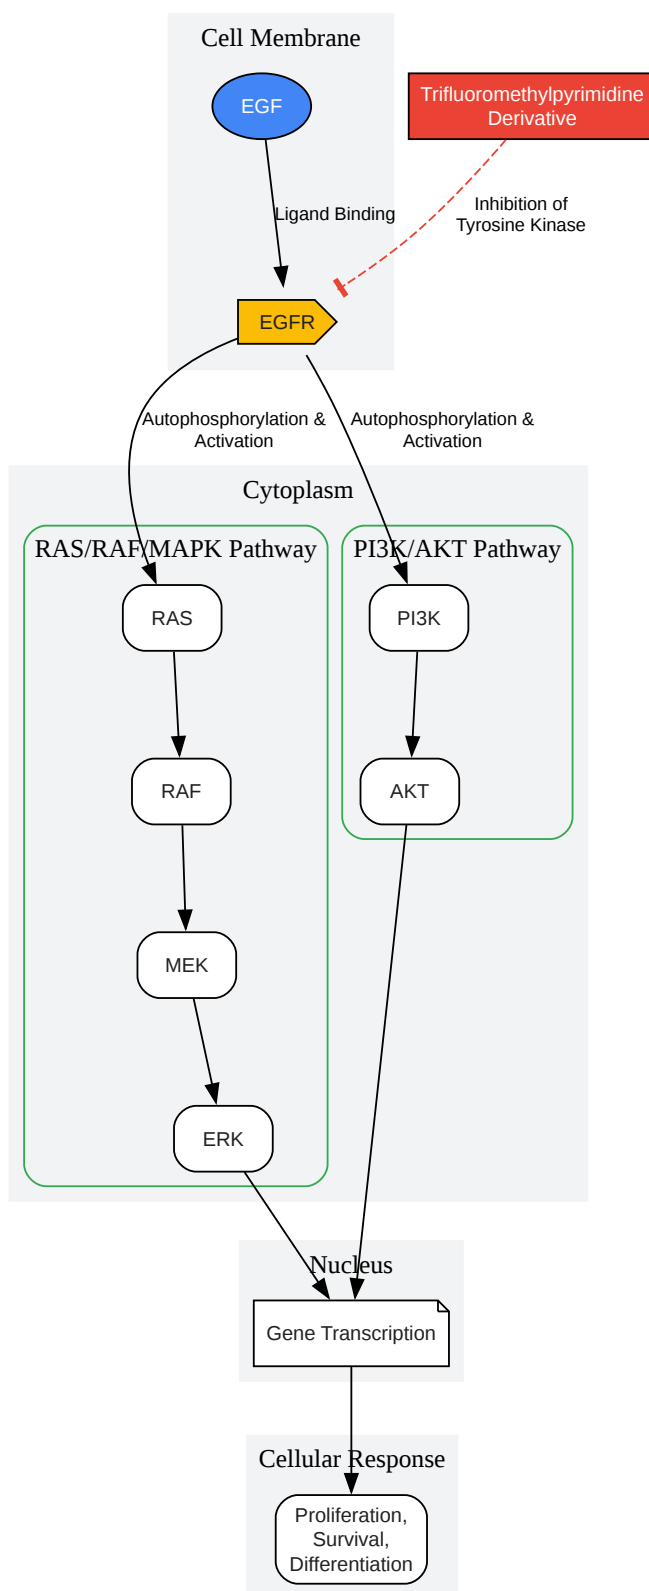 Cell Membrane
EGF
Trifluoromethylpyrimidine
Derivative
Ligand Binding
Inhibition of
Tyrosine Kinase
EGFR
Autophosphorylation &
Activation
Autophosphorylation &
Activation
Cytoplasm
RAS/RAF/MAPK Pathway
PI3K/AKT Pathway
RAS
PI3K
RAF
AKT
MEK
ERK
Nucleus
Gene Transcription
Cellular Response
Proliferation,
Survival,
Differentiation